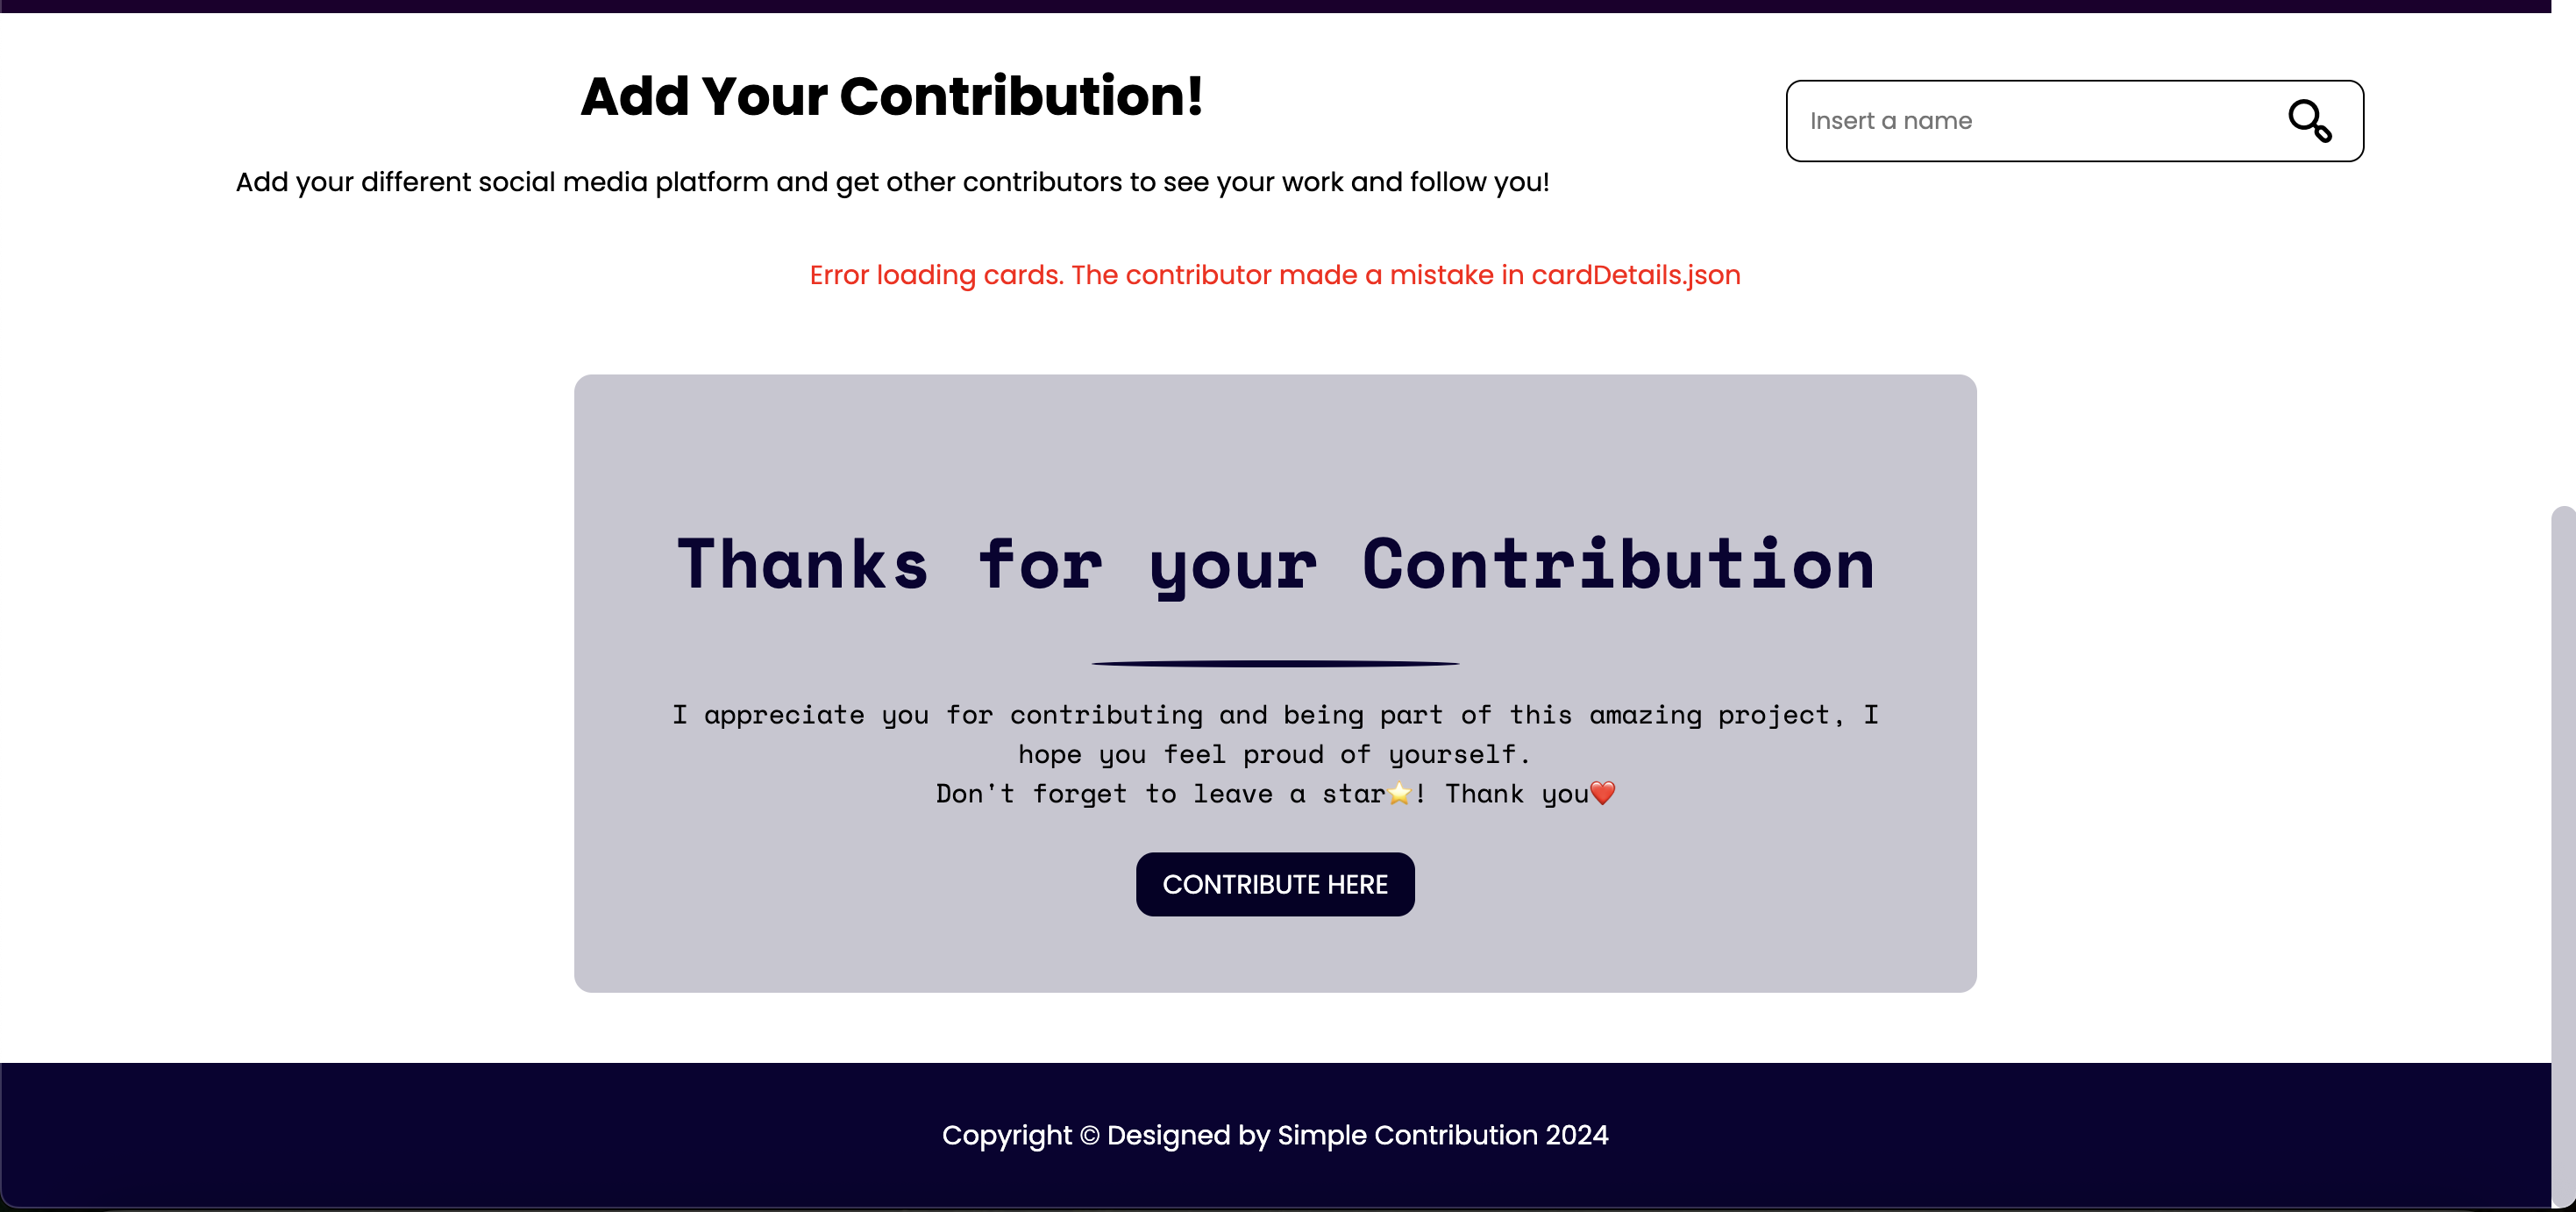 Add Your Contribution!
Insert a name
Add your different social media platform and get other contributors to see your work and follow you!
Error loading cards. The contributor made a mistake in cardDetails.json
Thanks for your Contribution
I appreciate you for contributing and being part of this amazing project, I
hope you feel proud of yourself.
Don't forget to leave a star⭐! Thank you❤️
CONTRIBUTE HERE
Copyright © Designed by Simple Contribution 2024